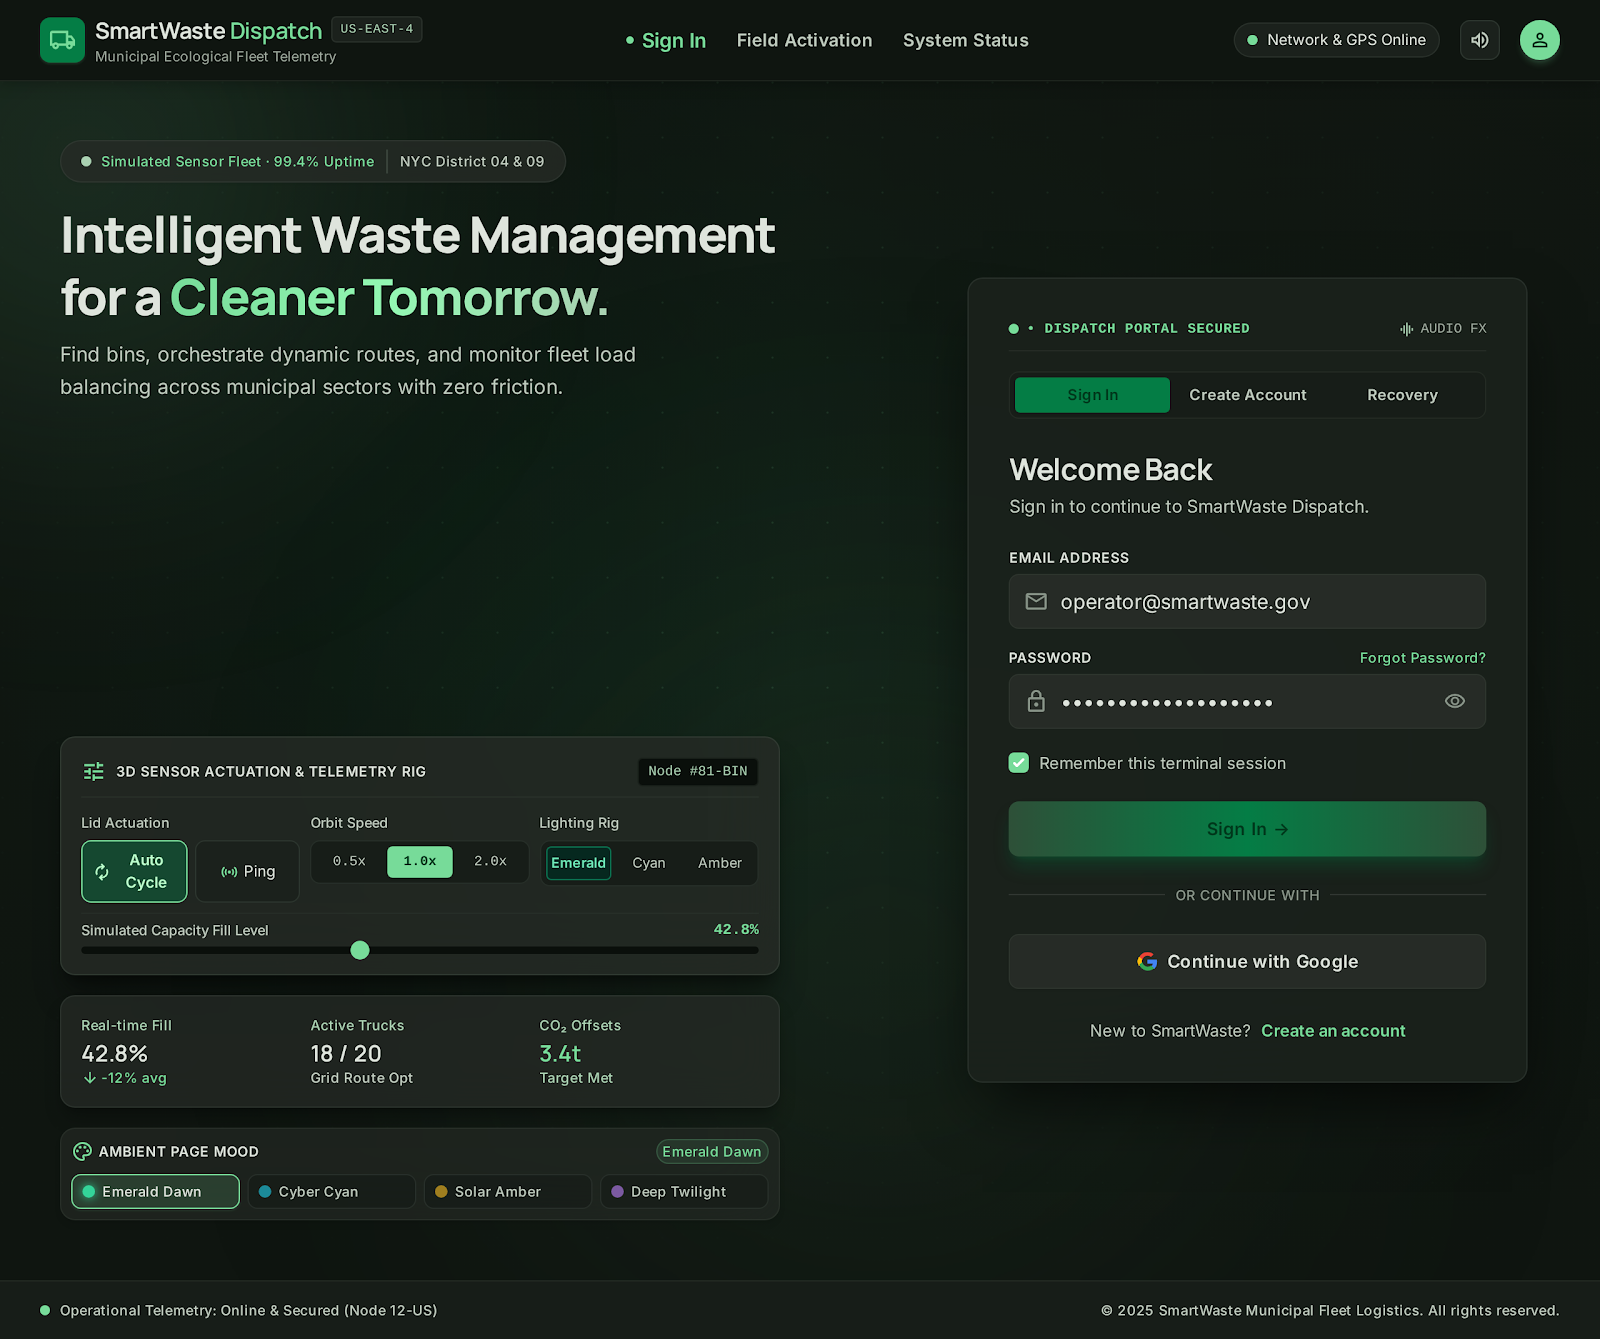 SmartWaste Dispatch
US-EAST-4
Municipal Ecological Fleet Telemetry
• Sign In
Field Activation
System Status
Network & GPS Online
Simulated Sensor Fleet · 99.4% Uptime
NYC District 04 & 09
Intelligent Waste Management
for a Cleaner Tomorrow.
Find bins, orchestrate dynamic routes, and monitor fleet load
balancing across municipal sectors with zero friction.
3D SENSOR ACTUATION & TELEMETRY RIG
Node #81-BIN
Lid Actuation
Auto
Cycle
Ping
Orbit Speed
0.5x
1.0x
2.0x
Lighting Rig
Emerald
Cyan
Amber
Simulated Capacity Fill Level
42.8%
Real-time Fill
42.8%
↓ -12% avg
Active Trucks
18 / 20
Grid Route Opt
CO₂ Offsets
3.4t
Target Met
AMBIENT PAGE MOOD
Emerald Dawn
Emerald Dawn
Cyber Cyan
Solar Amber
Deep Twilight
• DISPATCH PORTAL SECURED
AUDIO FX
Sign In
Create Account
Recovery
Welcome Back
Sign in to continue to SmartWaste Dispatch.
EMAIL ADDRESS
operator@smartwaste.gov
PASSWORD
Forgot Password?
•••••••••••••••••••
Remember this terminal session
Sign In →
OR CONTINUE WITH
Continue with Google
New to SmartWaste? Create an account
Operational Telemetry: Online & Secured (Node 12-US)
© 2025 SmartWaste Municipal Fleet Logistics. All rights reserved.